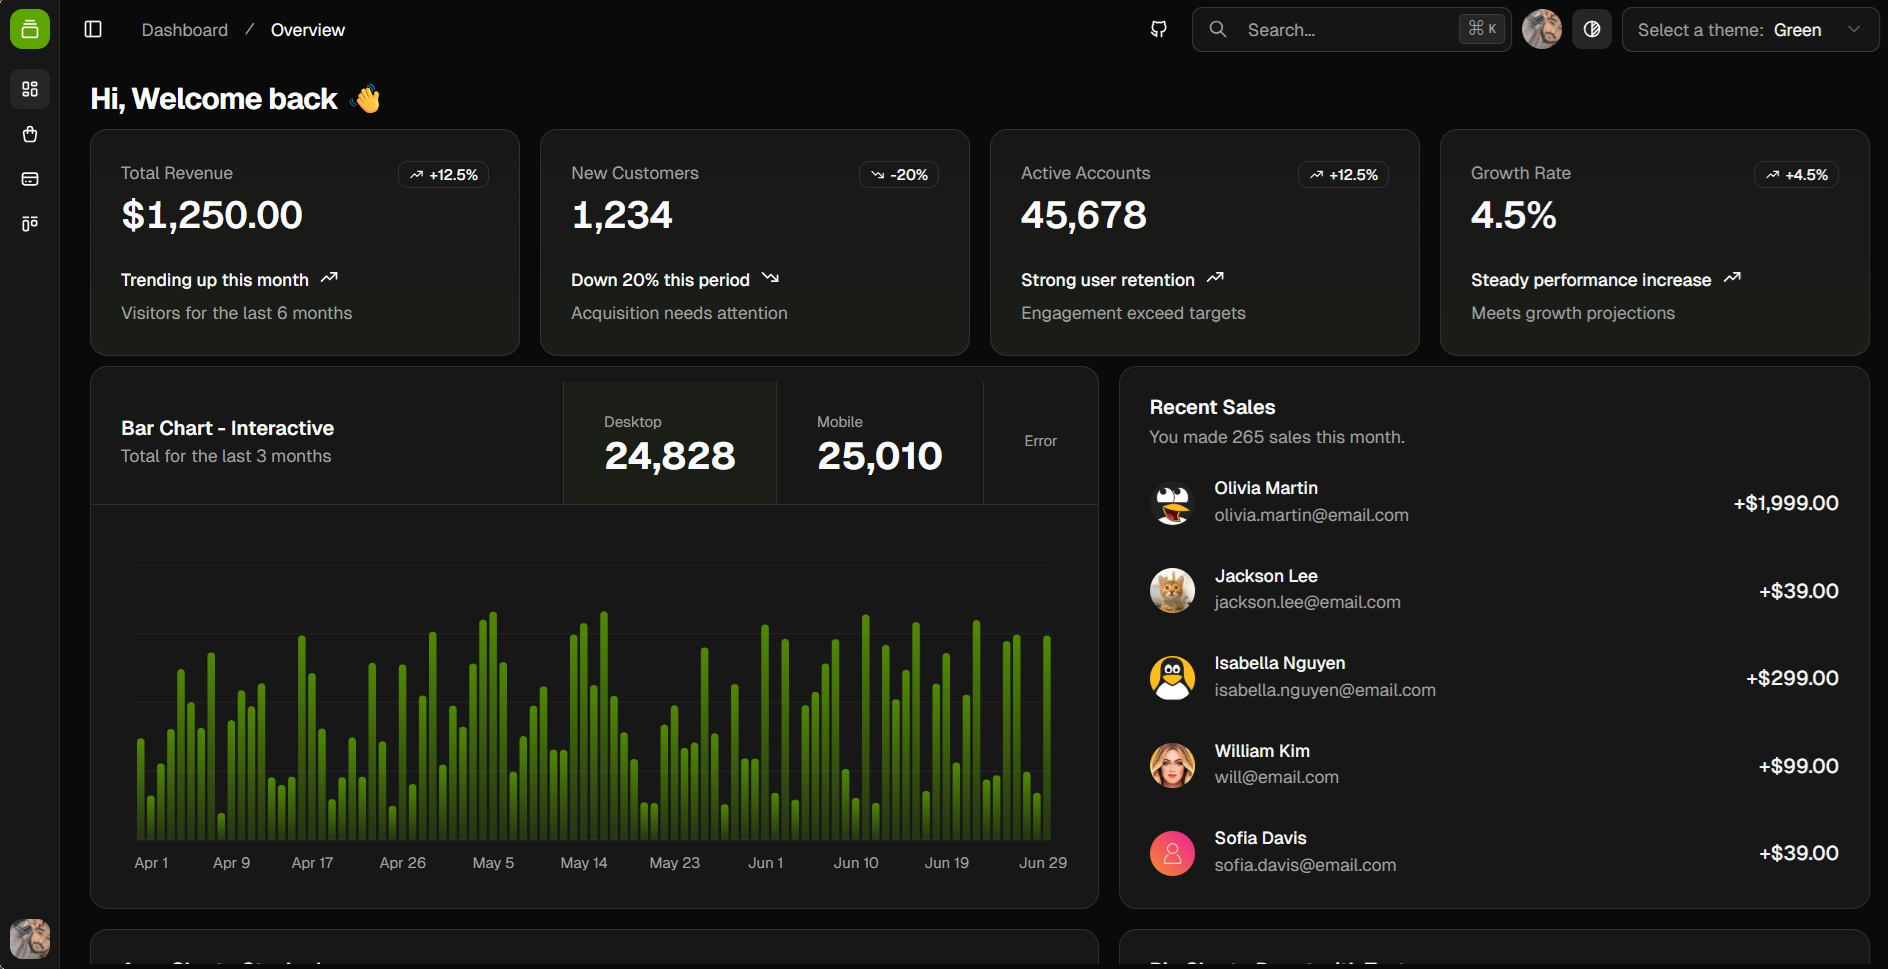 Dashboard / Overview
Search...
⌘ K
Select a theme: Green
Hi, Welcome back 👋
Total Revenue
+12.5%
$1,250.00
Trending up this month
Visitors for the last 6 months
New Customers
-20%
1,234
Down 20% this period
Acquisition needs attention
Active Accounts
+12.5%
45,678
Strong user retention
Engagement exceed targets
Growth Rate
+4.5%
4.5%
Steady performance increase
Meets growth projections
Bar Chart - Interactive
Total for the last 3 months
Desktop
24,828
Mobile
25,010
Error
Apr 1
Apr 9
Apr 17
Apr 26
May 5
May 14
May 23
Jun 1
Jun 10
Jun 19
Jun 29
Recent Sales
You made 265 sales this month.
Olivia Martin
olivia.martin@email.com
+$1,999.00
Jackson Lee
jackson.lee@email.com
+$39.00
Isabella Nguyen
isabella.nguyen@email.com
+$299.00
William Kim
will@email.com
+$99.00
Sofia Davis
sofia.davis@email.com
+$39.00